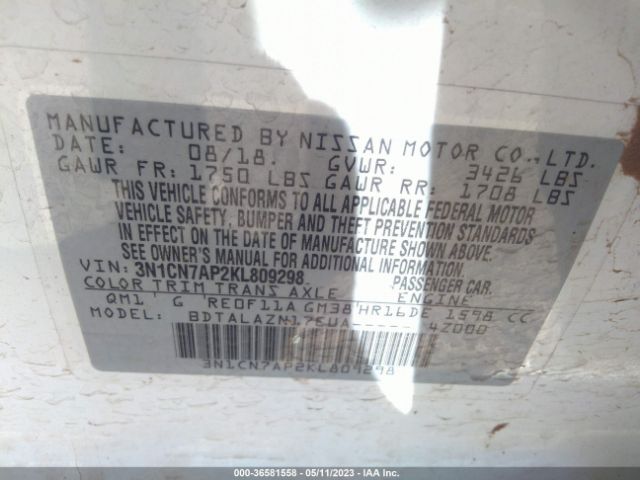 MANUFACTURED BY NISSAN MOTOR CO., LTD.
DATE: 08/18. GVWR: 3426 LBS
GAWR FR: 1750 LBS GAWR RR: 1708 LBS
THIS VEHICLE CONFORMS TO ALL APPLICABLE FEDERAL MOTOR
VEHICLE SAFETY, BUMPER AND THEFT PREVENTION STANDARDS
IN EFFECT ON THE DATE OF MANUFACTURE SHOWN ABOVE.
SEE OWNER'S MANUAL FOR ADDITIONAL INFORMATION.
VIN: 3N1CN7AP2KL809298 PASSENGER CAR.
COLOR TRIM TRANS AXLE ENGINE
QM1 G RE0F11A GM38 HR16DE 1598 CC
MODEL: BDTALAZN17EUA----- 4Z000
3N1CN7AP2KL809298
000-36581558 - 05/11/2023 - IAA Inc.